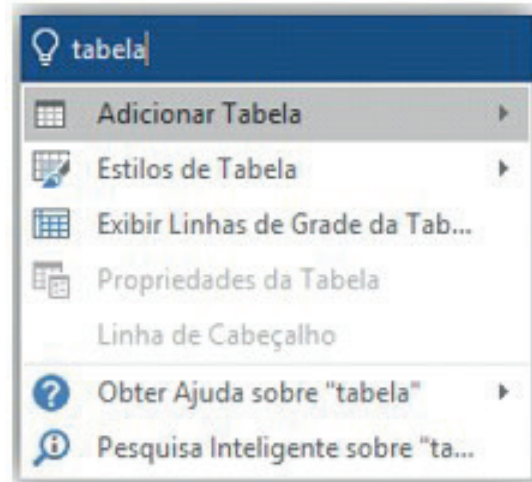 tabela
Adicionar Tabela
Estilos de Tabela
Exibir Linhas de Grade da Tab...
Propriedades da Tabela
Linha de Cabeçalho
Obter Ajuda sobre "tabela"
Pesquisa Inteligente sobre "ta...